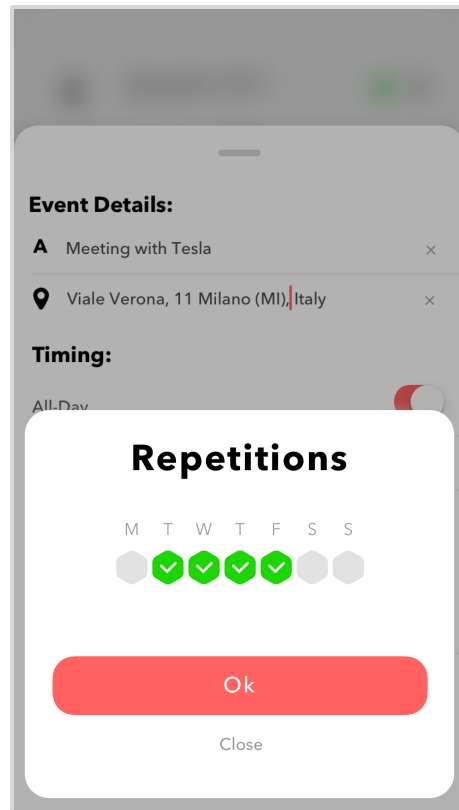 Event Details:
A Meeting with Tesla
Viale Verona, 11 Milano (MI), Italy
Timing:
All-Day
Repetitions
M T W T F S S
Ok
Close